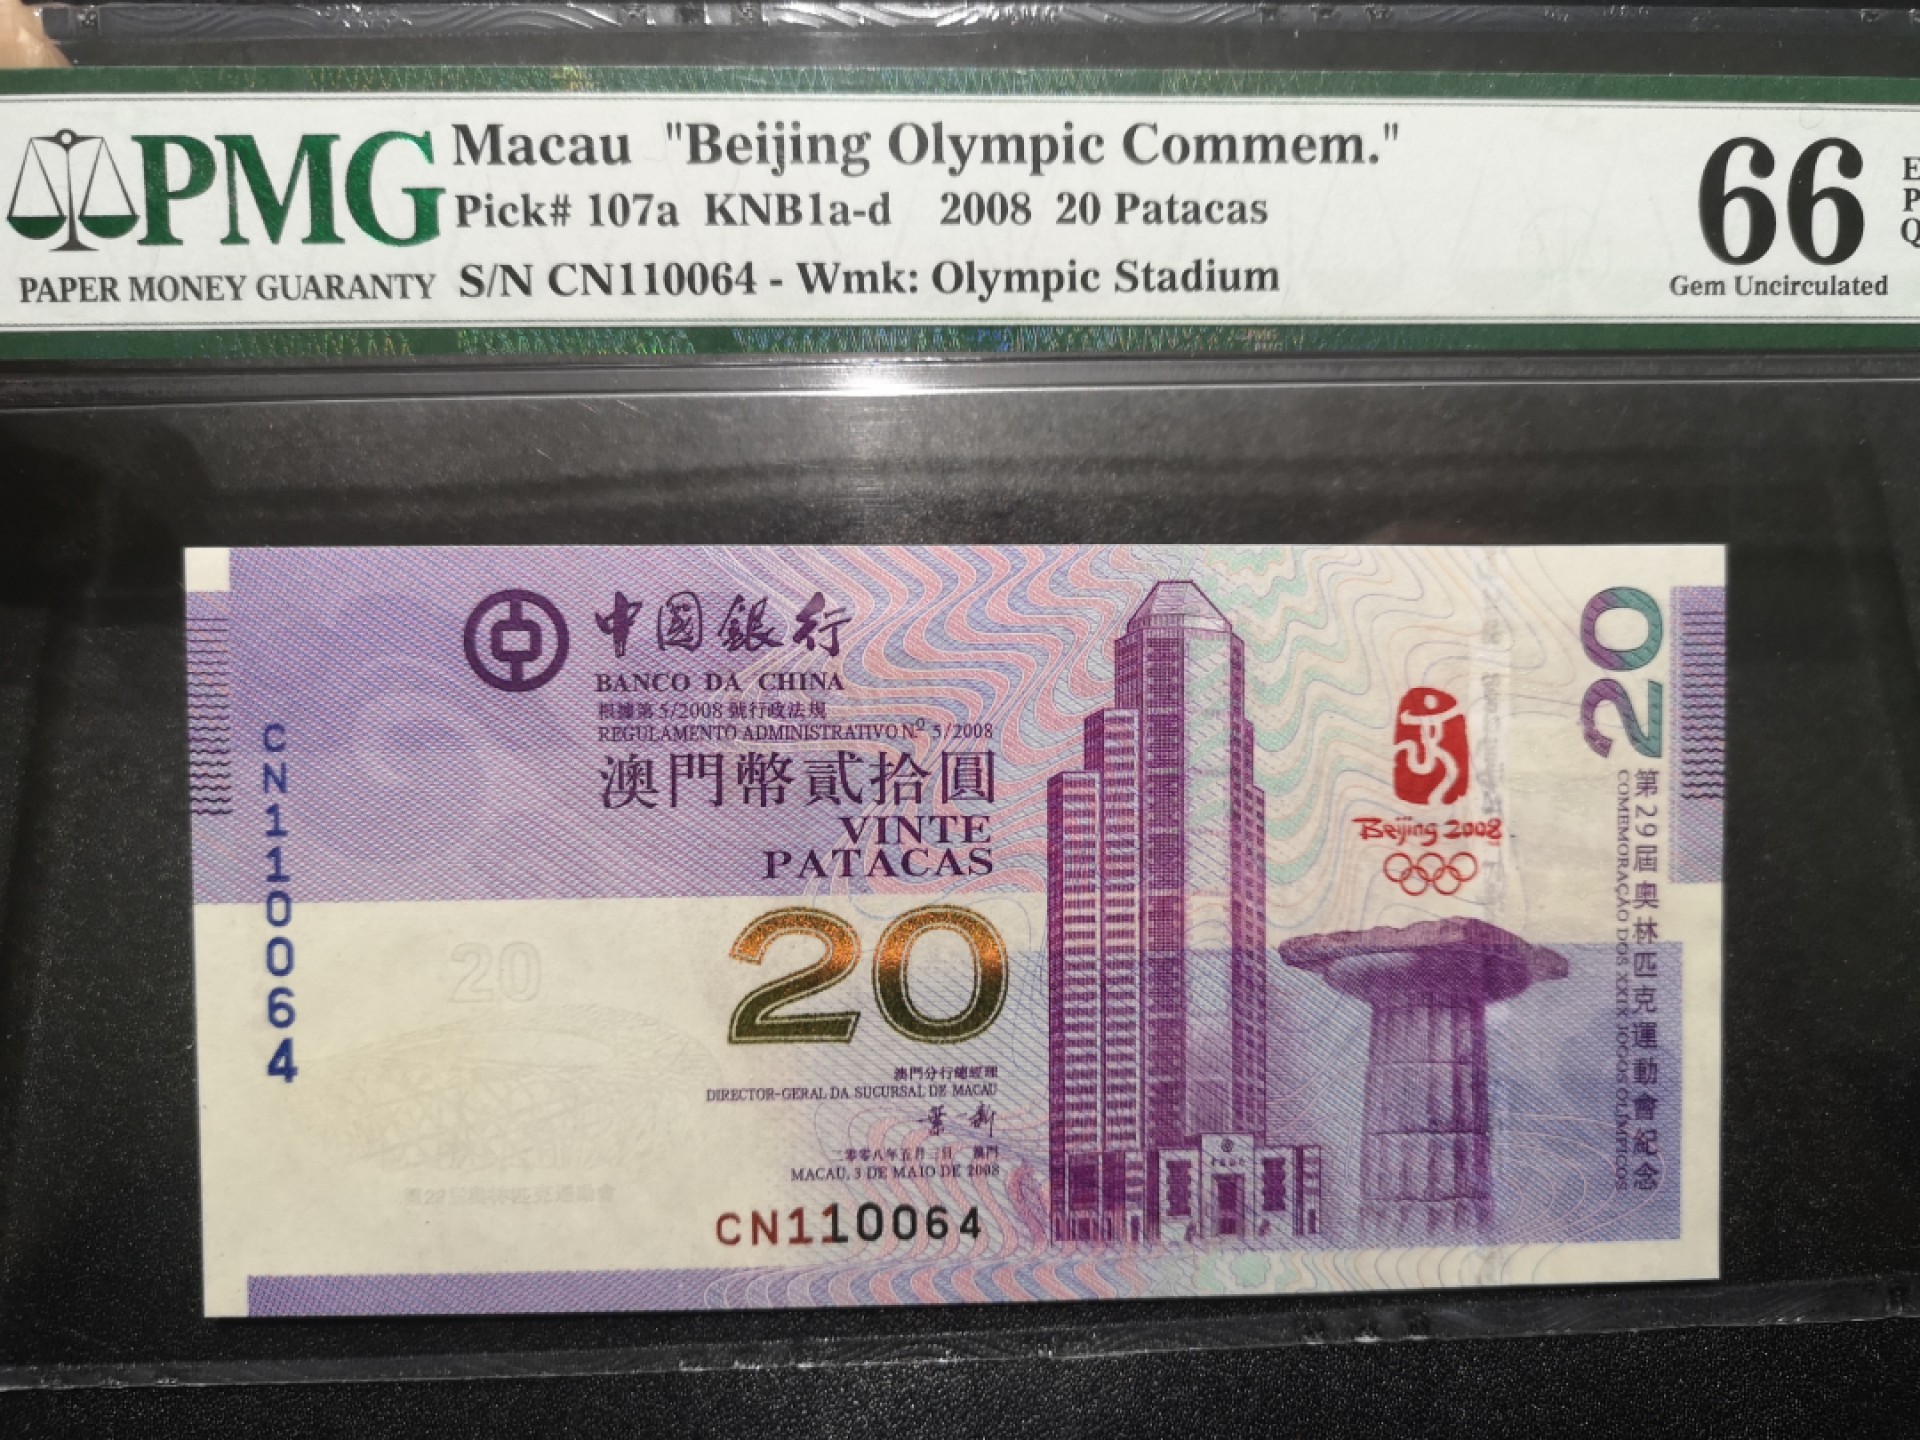 PMG
PAPER MONEY GUARANTY
Macau "Beijing Olympic Commem."
Pick# 107a KNB1a-d 2008 20 Patacas
S/N CN110064 - Wmk: Olympic Stadium
66
Gem Uncirculated
E
P
Q
中國銀行
BANCO DA CHINA
根據第5/2008號行政法規
REGULAMENTO ADMINISTRATIVO N.º 5/2008
澳門幣貳拾圓
VINTE
PATACAS
20
20
澳門分行總經理
DIRECTOR-GERAL DA SUCURSAL DE MACAU
二零零八年五月三日 澳門
MACAU, 3 DE MAIO DE 2008
CN110064
CN110064
Beijing 2008
20
第29屆奧林匹克運動會紀念
COMEMORAÇÃO DOS XXIX JOGOS OLÍMPICOS